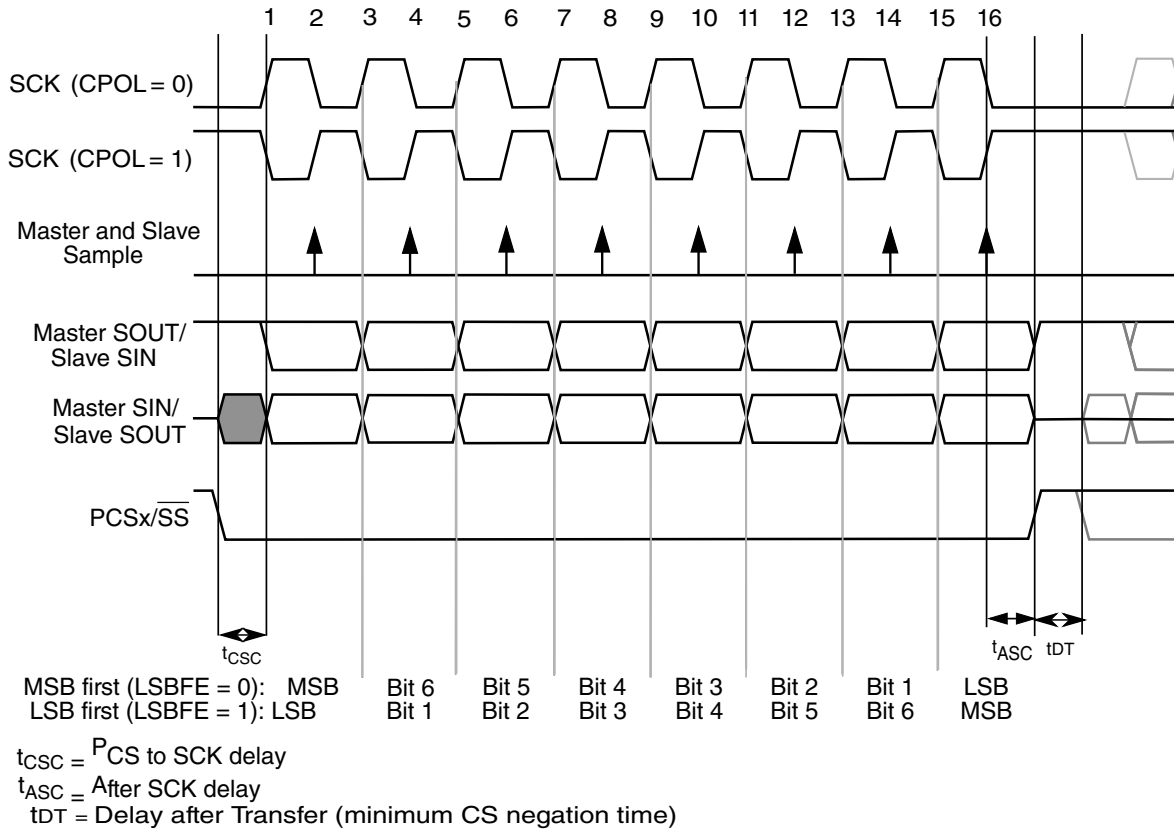 1 2 3 4 5 6 7 8 9 10 11 12 13 14 15 16
SCK (CPOL = 0)
SCK (CPOL = 1)
Master and Slave
Sample
Master SOUT/
Slave SIN
Master SIN/
Slave SOUT
PCSx/SS
tCSC
tASC
tDT
MSB first (LSBFE = 0): MSB Bit 6 Bit 5 Bit 4 Bit 3 Bit 2 Bit 1 LSB
LSB first (LSBFE = 1): LSB Bit 1 Bit 2 Bit 3 Bit 4 Bit 5 Bit 6 MSB
tCSC = PCS to SCK delay
tASC = After SCK delay
tDT = Delay after Transfer (minimum CS negation time)